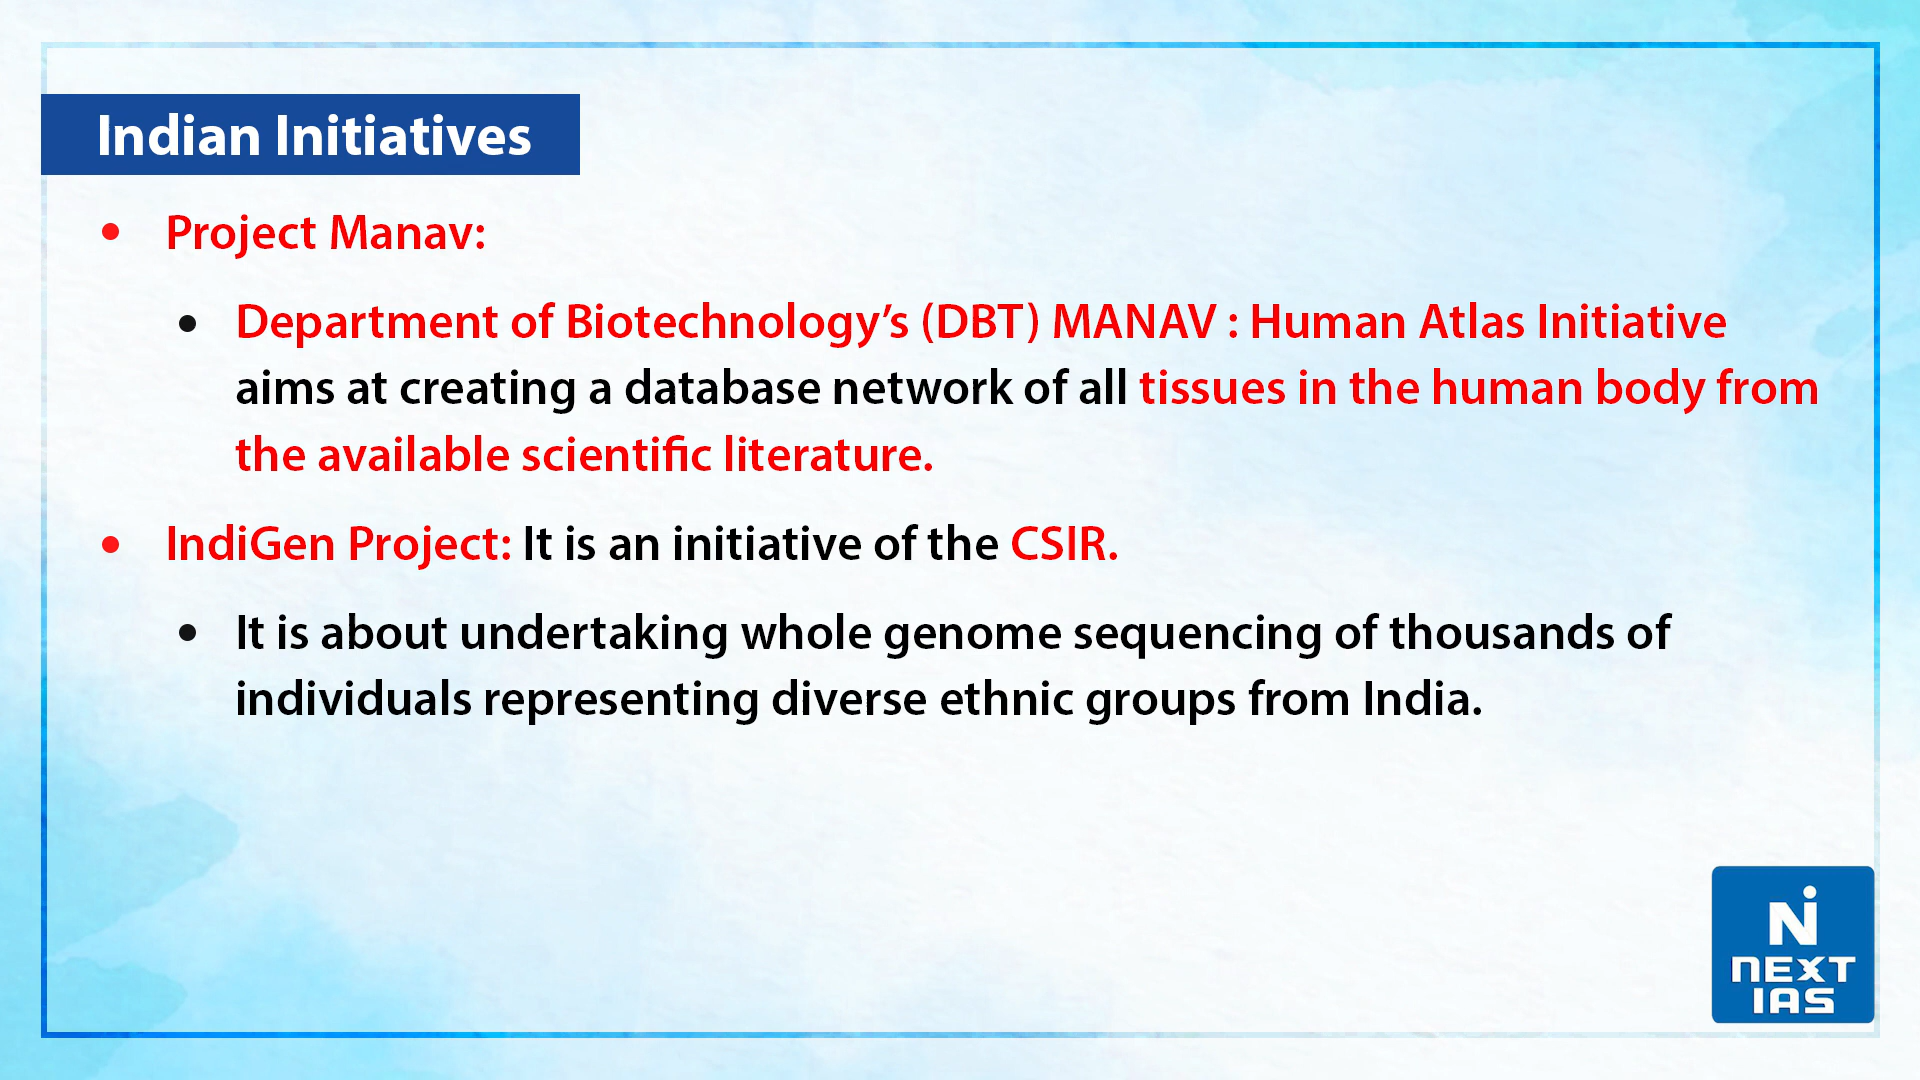 Indian Initiatives
• Project Manav:
• Department of Biotechnology’s (DBT) MANAV : Human Atlas Initiative
aims at creating a database network of all tissues in the human body from
the available scientific literature.
• IndiGen Project: It is an initiative of the CSIR.
• It is about undertaking whole genome sequencing of thousands of
individuals representing diverse ethnic groups from India.
Ni
NEXT
IAS